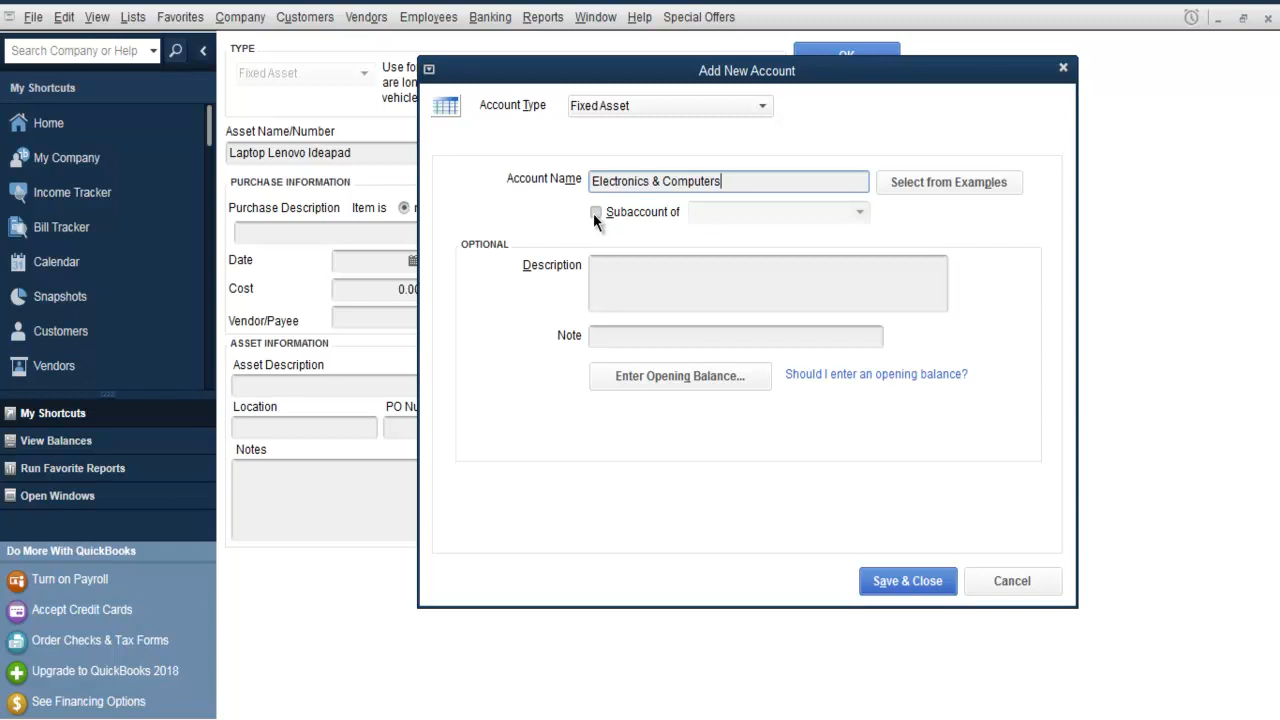 File Edit View Lists Favorites Company Customers Vendors Employees Banking Reports Window Help Special Offers
Search Company or Help
My Shortcuts
Home
My Company
Income Tracker
Bill Tracker
Calendar
Snapshots
Customers
Vendors
My Shortcuts
View Balances
Run Favorite Reports
Open Windows
Do More With QuickBooks
Turn on Payroll
Accept Credit Cards
Order Checks & Tax Forms
Upgrade to QuickBooks 2018
See Financing Options
TYPE
Fixed Asset
Use fo
are lon
vehicle
OK
Asset Name/Number
Laptop Lenovo Ideapad
PURCHASE INFORMATION
Purchase Description Item is
Date
Cost 0.00
Vendor/Payee
ASSET INFORMATION
Asset Description
Location PO Nu
Notes
Add New Account
Account Type Fixed Asset
Account Name Electronics & Computers Select from Examples
Subaccount of
OPTIONAL
Description
Note
Enter Opening Balance... Should I enter an opening balance?
Save & Close Cancel